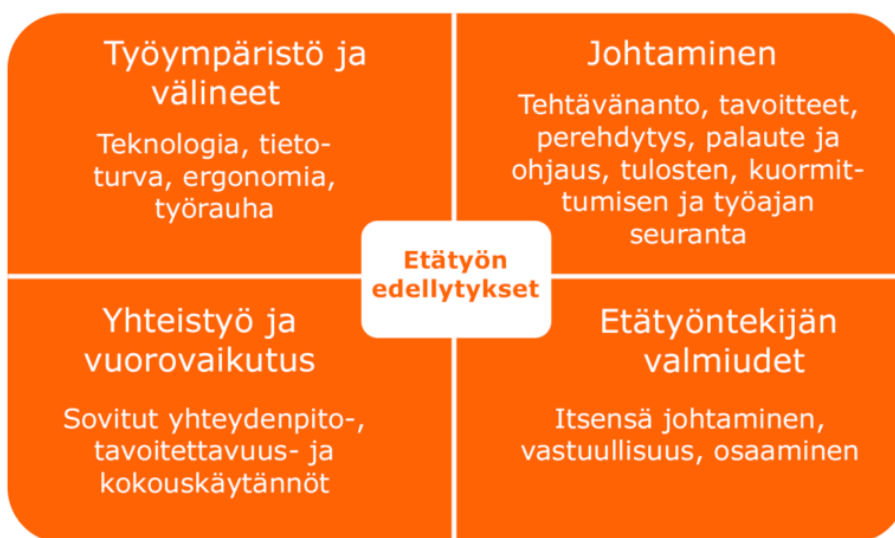 Työympäristö ja
välineet
Teknologia, tieto-
turva, ergonomia,
työrauha
Johtaminen
Tehtävänanto, tavoitteet,
perehdytys, palaute ja
ohjaus, tulosten, kuormit-
tumisen ja työajan
seuranta
Etätyön
edellytykset
Yhteistyö ja
vuorovaikutus
Sovitut yhteydenpito-,
tavoitettavuus- ja
kokouskäytännöt
Etätyöntekijän
valmiudet
Itsensä johtaminen,
vastuullisuus, osaaminen